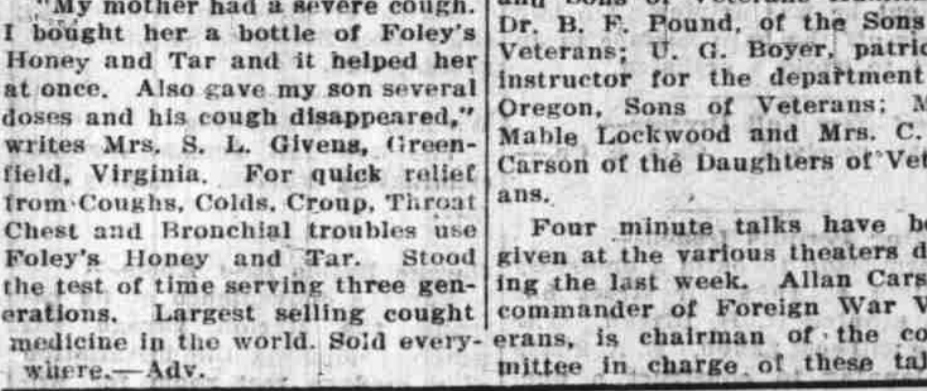 "My mother had a severe cough.
I bought her a bottle of Foley's
Honey and Tar and it helped her
at once. Also gave my son several
doses and his cough disappeared,"
writes Mrs. S. L. Givens, Green-
field, Virginia. For quick relief
from Coughs, Colds, Croup, Throat
Chest and Bronchial troubles use
Foley's Honey and Tar. Stood
the test of time serving three gen-
erations. Largest selling cought
medicine in the world. Sold every-
where.—Adv.
Dr. B. F. Pound, of the Sons
Veterans; U. G. Boyer, patrio
instructor for the department
Oregon, Sons of Veterans; M
Mable Lockwood and Mrs. C.
Carson of the Daughters of Vet
ans.
Four minute talks have be
given at the various theaters d
ing the last week. Allan Cars
commander of Foreign War V
erans, is chairman of the co
mittee in charge of these tal